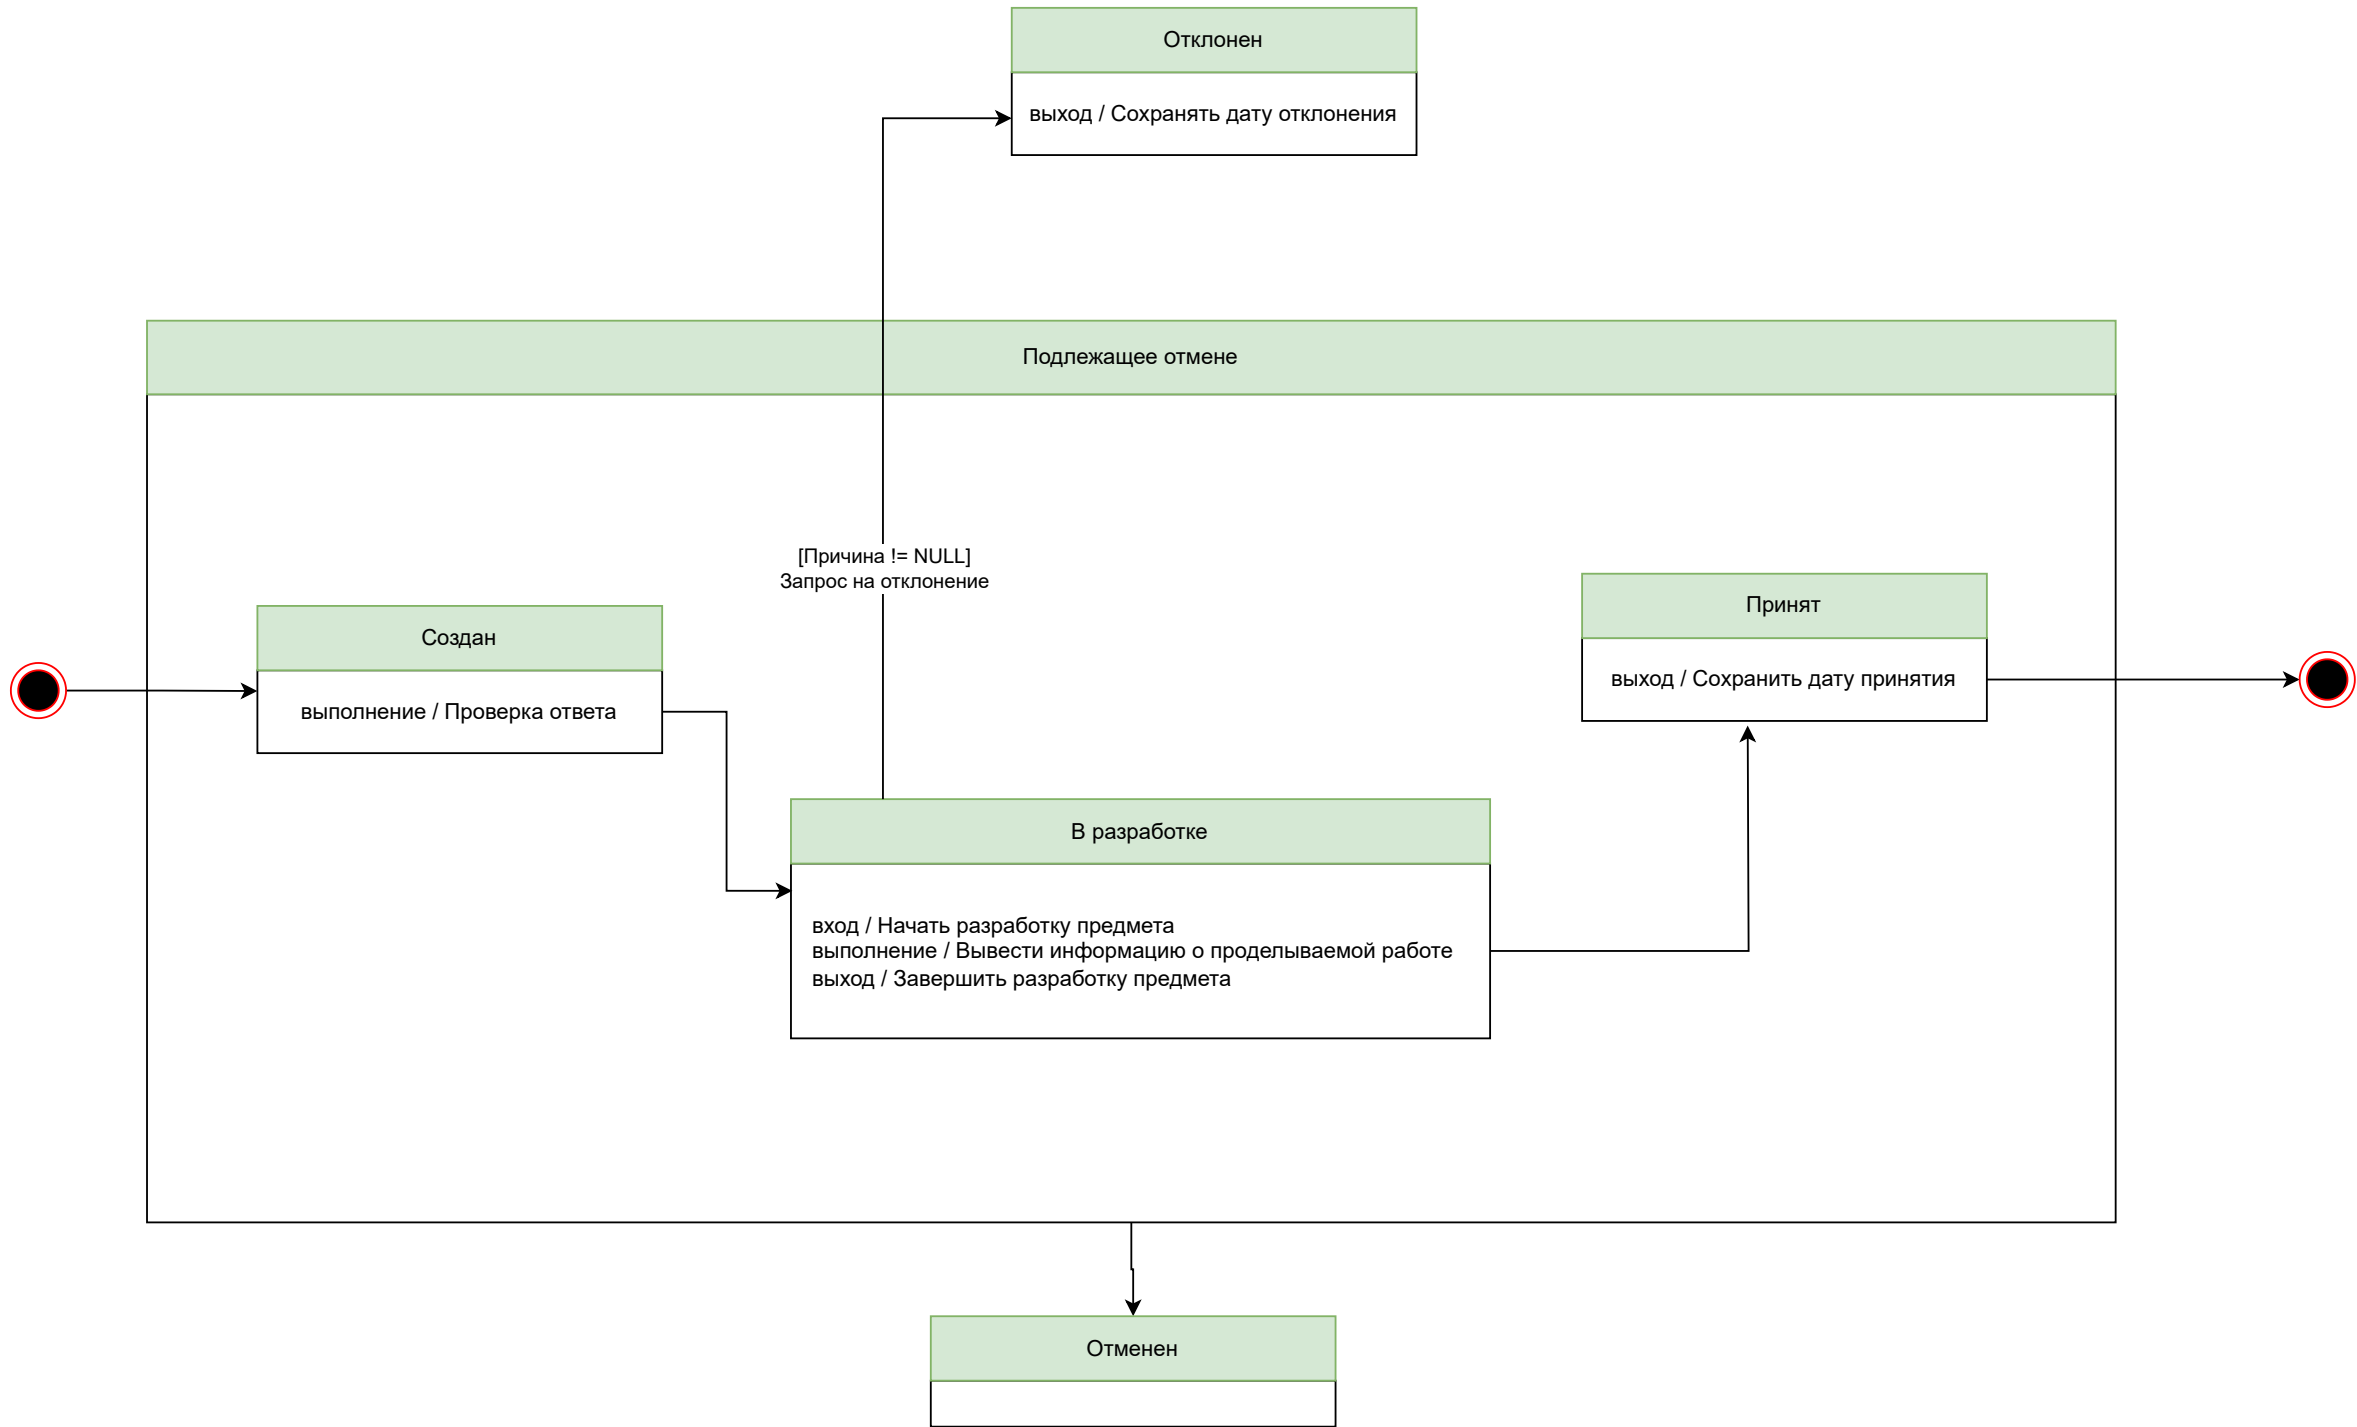 Отклонен
выход / Сохранять дату отклонения
Подлежащее отмене
[Причина != NULL]
Запрос на отклонение
Создан
выполнение / Проверка ответа
Принят
выход / Сохранить дату принятия
В разработке
вход / Начать разработку предмета
выполнение / Вывести информацию о проделываемой работе
выход / Завершить разработку предмета
Отменен